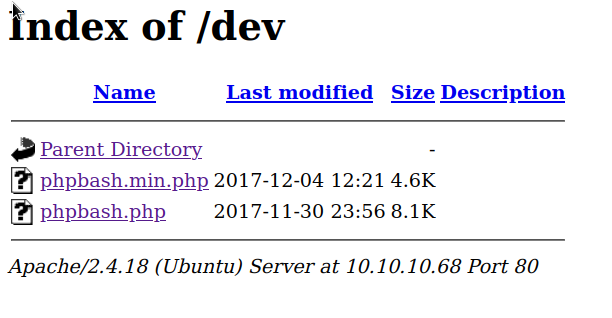 Index of /dev
Name Last modified Size Description
Parent Directory -
phpbash.min.php 2017-12-04 12:21 4.6K
phpbash.php 2017-11-30 23:56 8.1K
Apache/2.4.18 (Ubuntu) Server at 10.10.10.68 Port 80